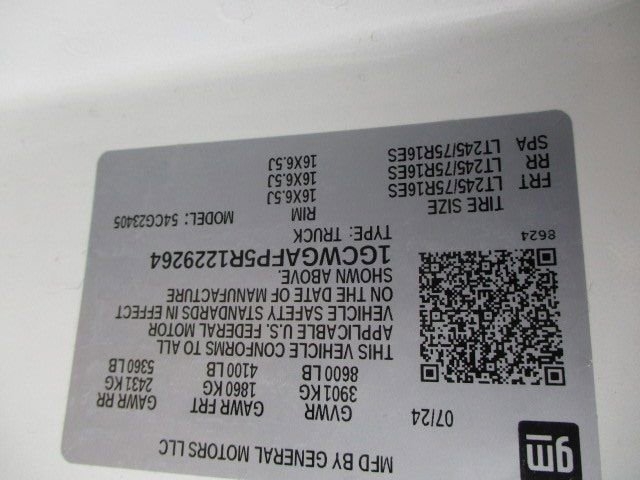 gm
MFD BY GENERAL MOTORS LLC
07/24
GVWR GAWR FRT GAWR RR
3901 KG 1860 KG 2431 KG
8600 LB 4100 LB 5360 LB
THIS VEHICLE CONFORMS TO ALL
APPLICABLE U.S. FEDERAL MOTOR
VEHICLE SAFETY STANDARDS IN EFFECT
ON THE DATE OF MANUFACTURE
SHOWN ABOVE.
1GCWGAFP5R1229264
8624
TYPE: TRUCK MODEL: 54CG23405
TIRE SIZE RIM
FRT LT245/75R16ES 16X6.5J
RR LT245/75R16ES 16X6.5J
SPA LT245/75R16ES 16X6.5J